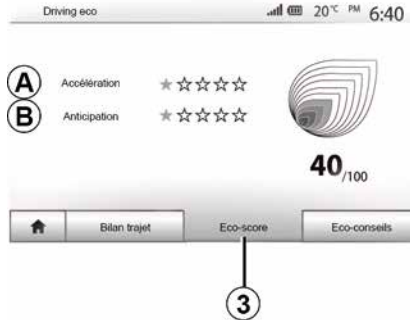 Driving eco 20°C PM 6:40
A Accélération
B Anticipation
40/100
Bilan trajet Eco-score Eco-conseils
3